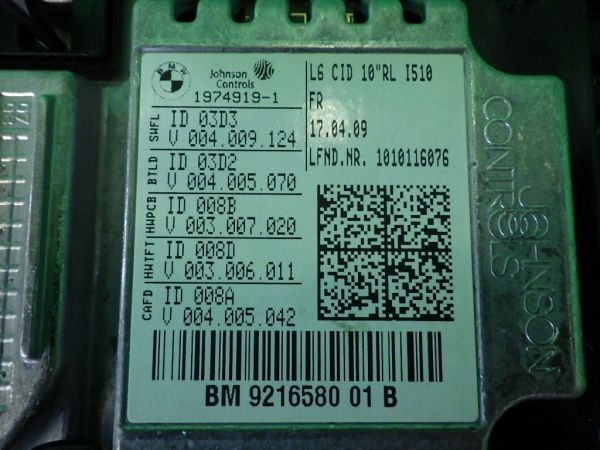 BMW
Johnson Controls
1974919-1
L6 CID 10"RL I510
FR
17.04.09
LFND.NR. 1010116076
SWFL
ID 03D3
V 004.009.124
BTLD
ID 03D2
V 004.005.070
HWPCB
ID 008B
V 003.007.020
HWTFT
ID 008D
V 003.006.011
CAFD
ID 008A
V 004.005.042
BM 9216580 01 B
JOHNSON
CONTROLS